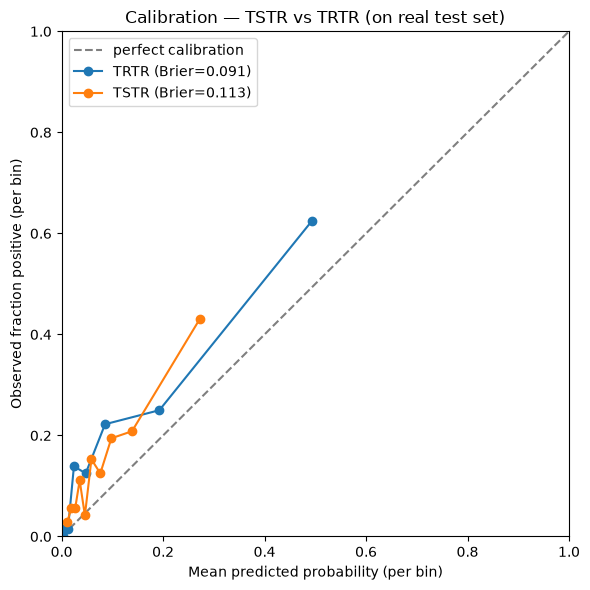 Calibration — TSTR vs TRTR (on real test set)
perfect calibration
TRTR (Brier=0.091)
TSTR (Brier=0.113)
Observed fraction positive (per bin)
1.0
0.8
0.6
0.4
0.2
0.0
0.0 0.2 0.4 0.6 0.8 1.0
Mean predicted probability (per bin)